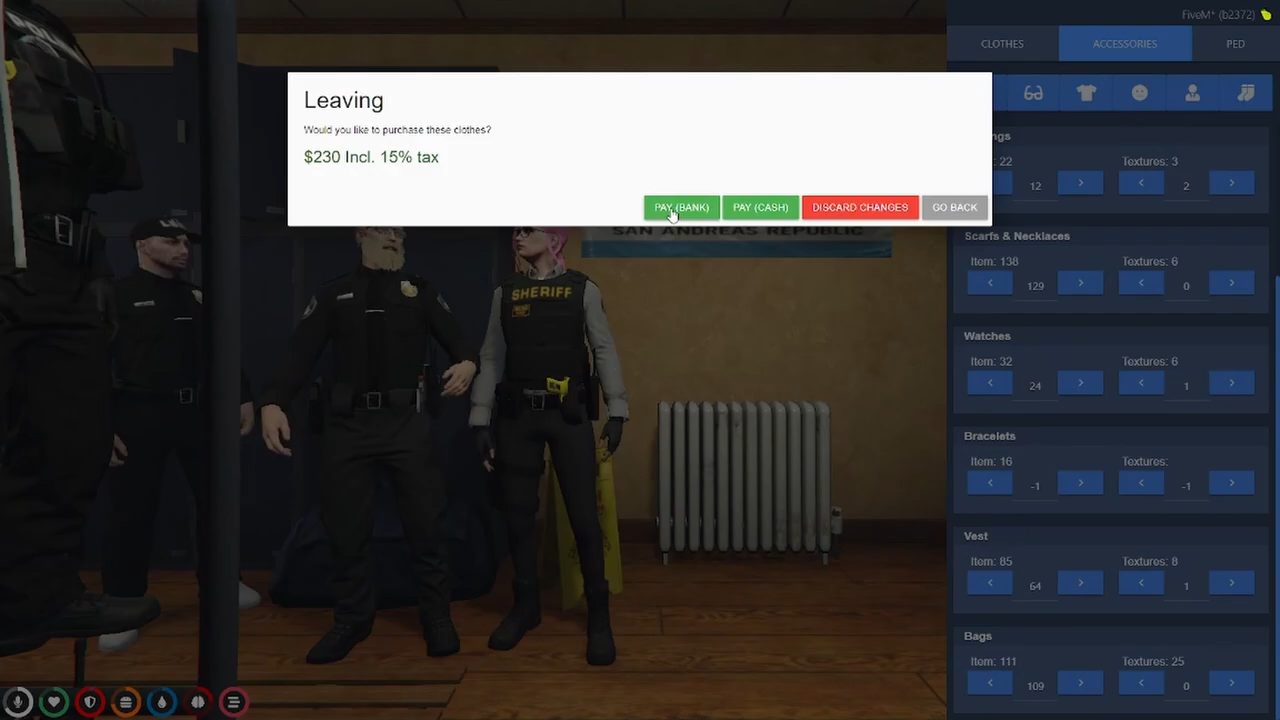 FiveM* (b2372)
CLOTHES ACCESSORIES PED
Leaving
Would you like to purchase these clothes?
$230 Incl. 15% tax
PAY (BANK) PAY (CASH) DISCARD CHANGES GO BACK
ngs
: 22 Textures: 3
12 2
Scarfs & Necklaces
Item: 138 Textures: 6
129 0
Watches
Item: 32 Textures: 6
24 1
Bracelets
Item: 16 Textures:
-1 -1
Vest
Item: 85 Textures: 8
64 1
Bags
Item: 111 Textures: 25
109 0
SAN ANDREAS REPUBLIC
SHERIFF